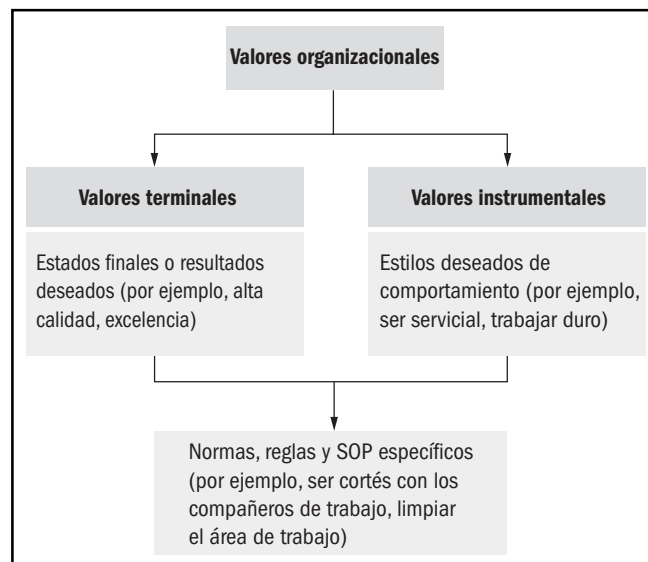 Valores organizacionales
Valores terminales
Estados finales o resultados
deseados (por ejemplo, alta
calidad, excelencia)
Valores instrumentales
Estilos deseados de
comportamiento (por ejemplo,
ser servicial, trabajar duro)
Normas, reglas y SOP específicos
(por ejemplo, ser cortés con los
compañeros de trabajo, limpiar
el área de trabajo)